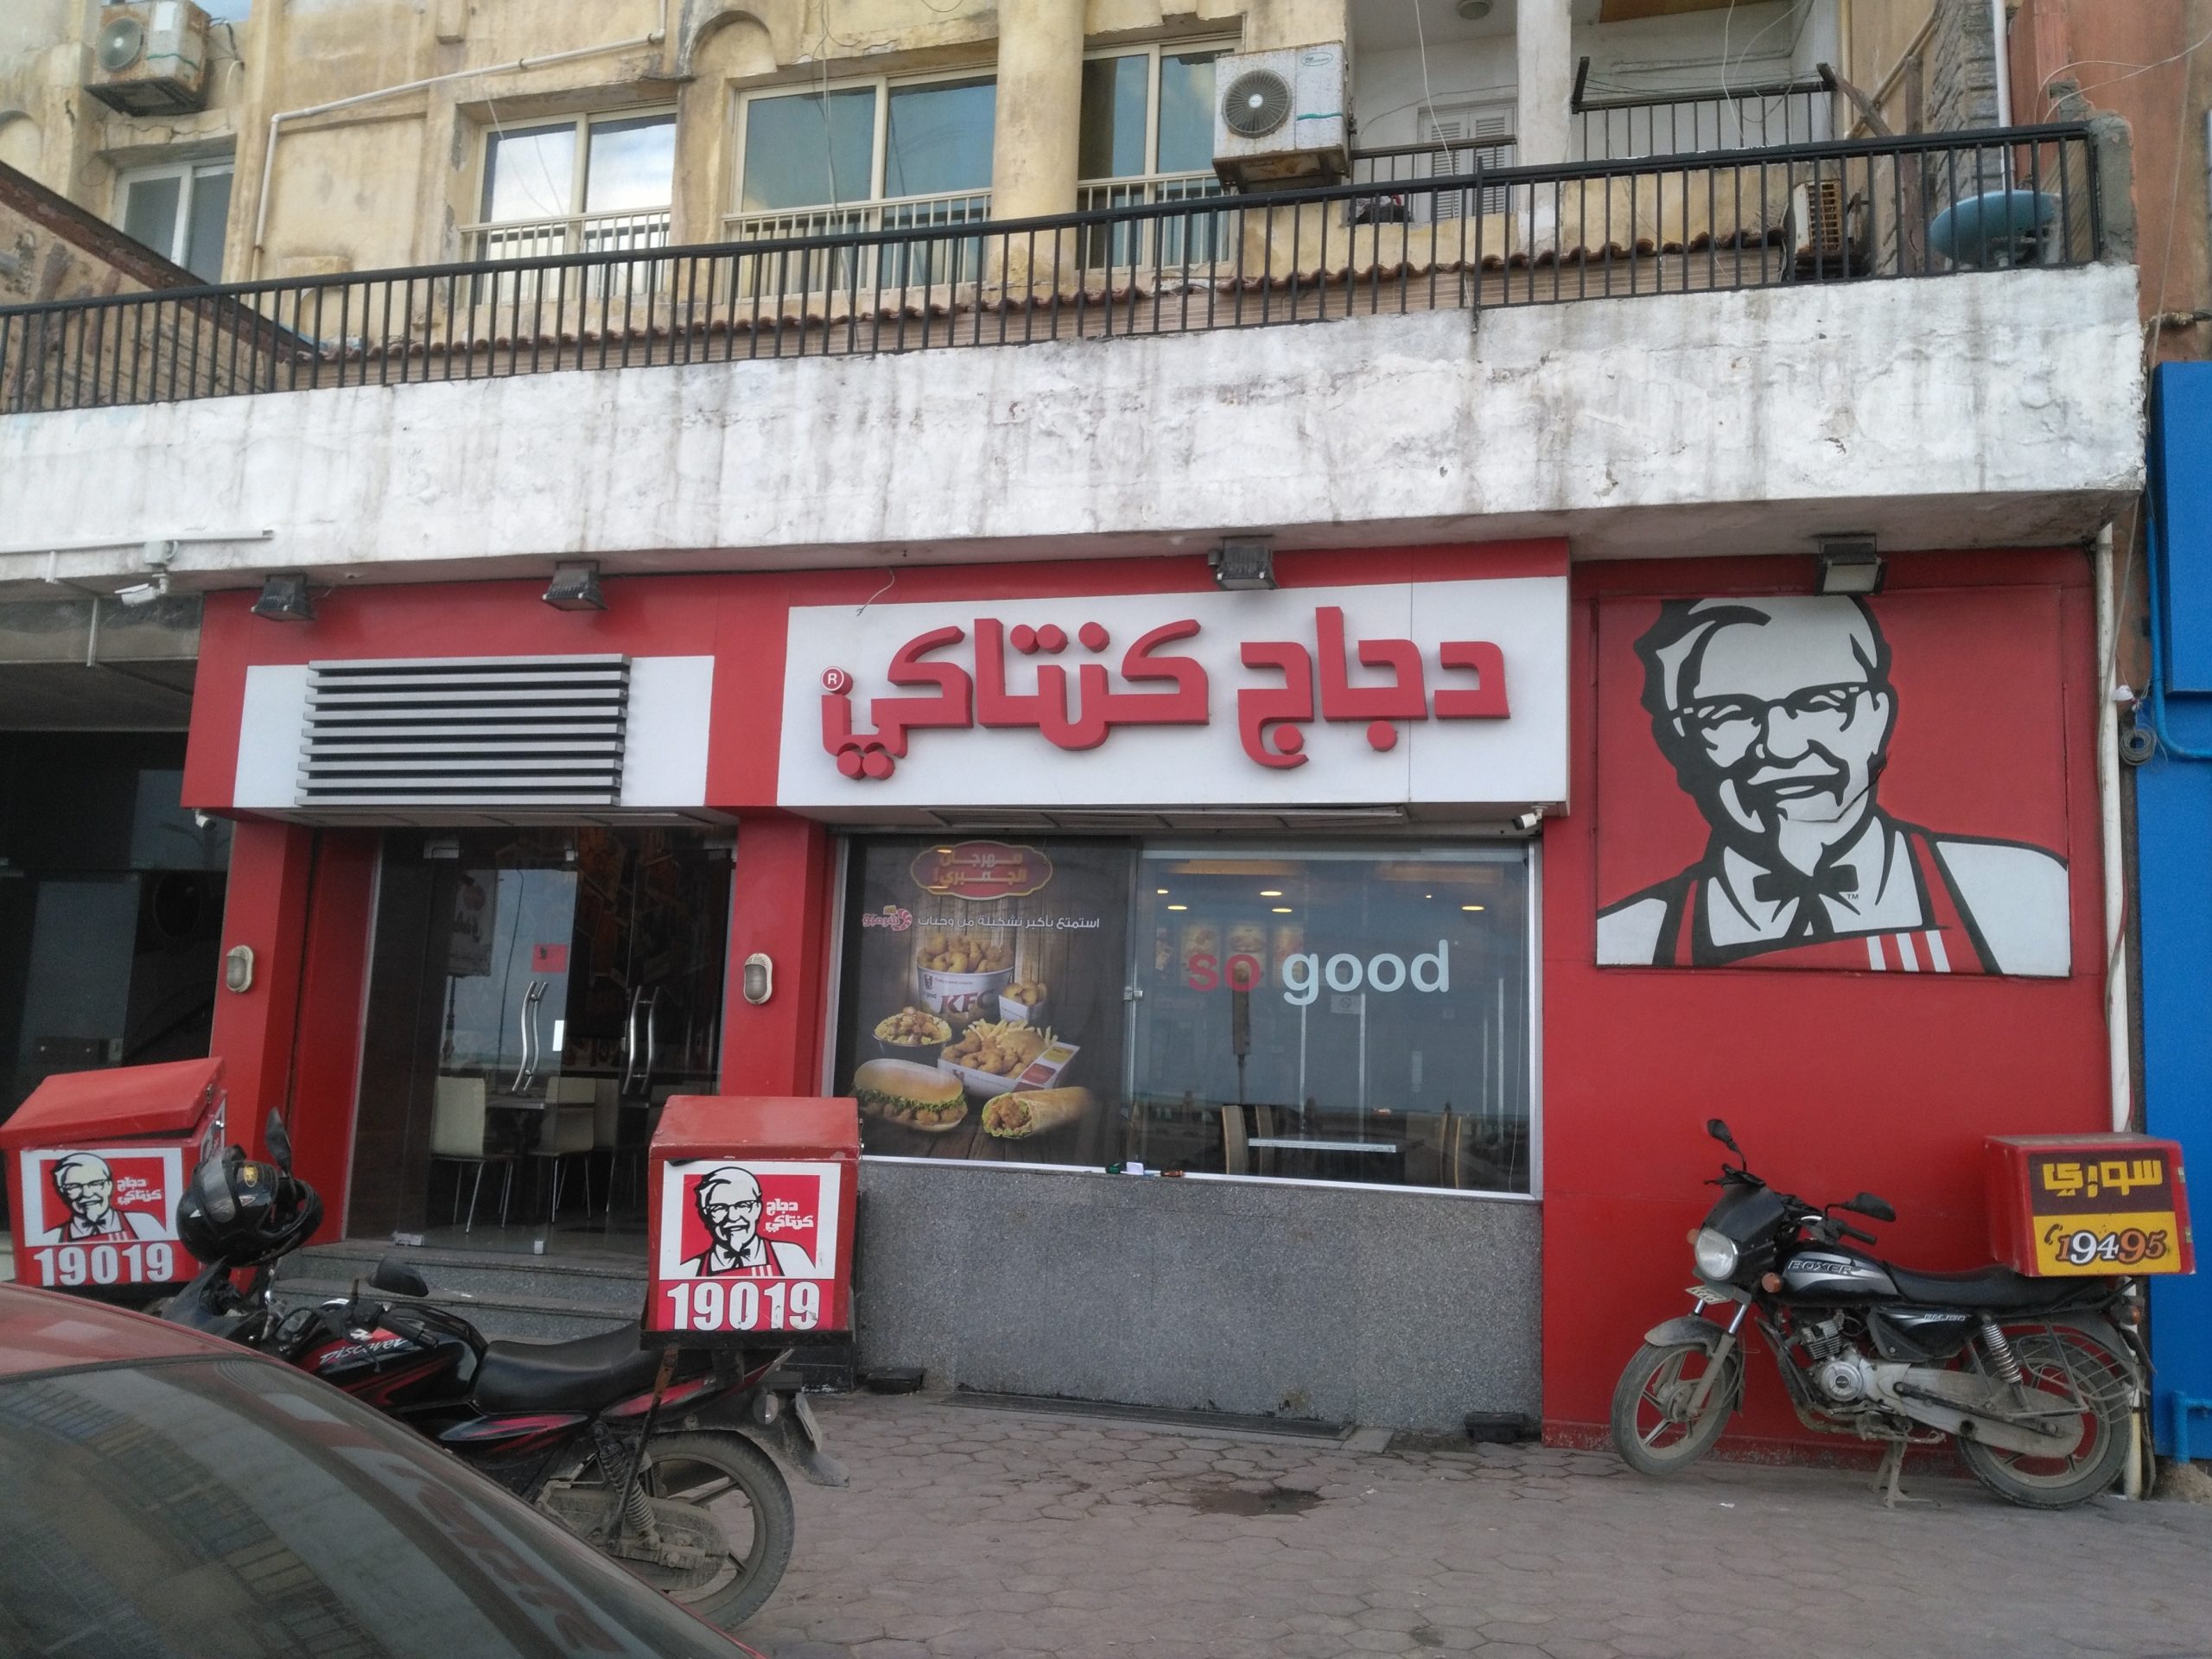 دجاج كنتاكي
®
مهرجان
الجمبري!
استمتع بأكبر تشكيلة من وجبات
KFC
so good
TM
دجاج
كنتاكي
19019
دجاج
كنتاكي
19019
Discover
سوري
19495
BOXER